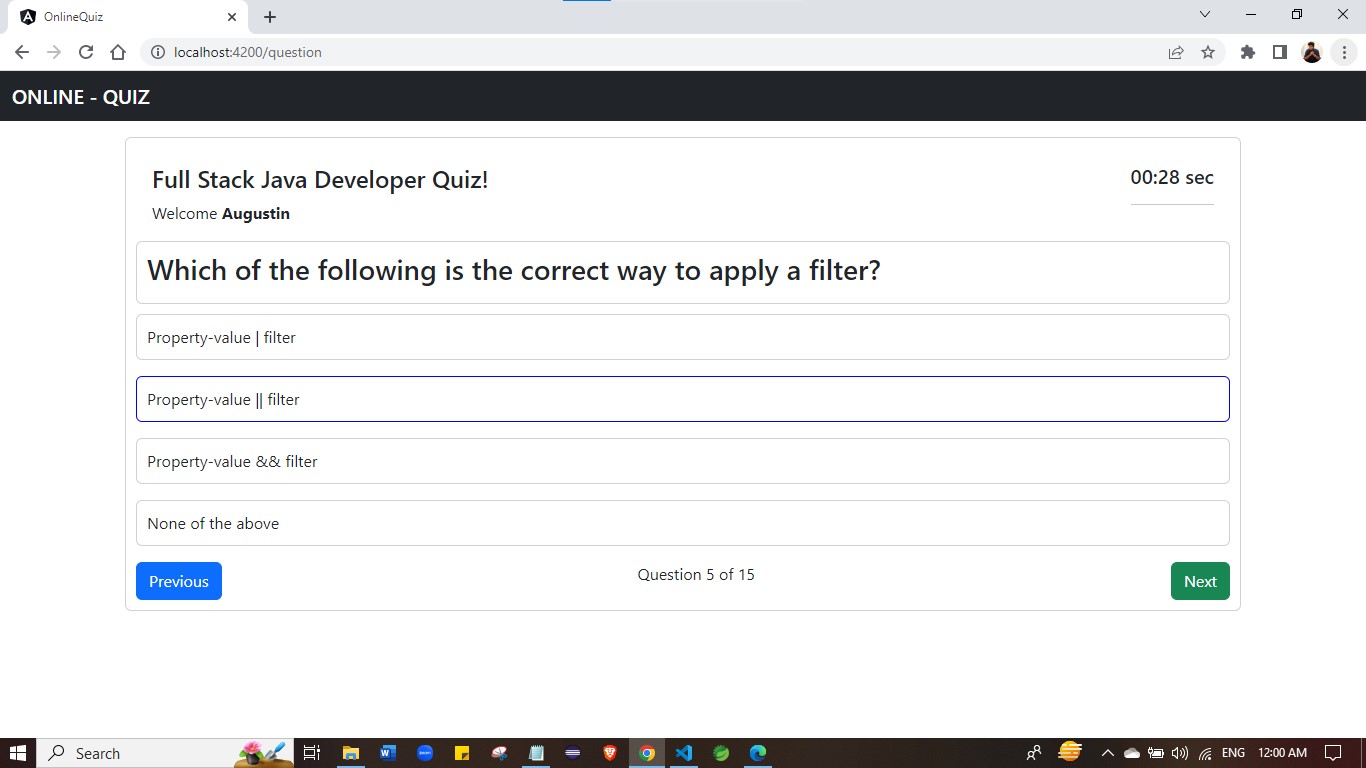 OnlineQuiz
localhost:4200/question
ONLINE - QUIZ
Full Stack Java Developer Quiz!
00:28 sec
Welcome Augustin
Which of the following is the correct way to apply a filter?
Property-value | filter
Property-value || filter
Property-value && filter
None of the above
Previous
Question 5 of 15
Next
Search
ENG
12:00 AM